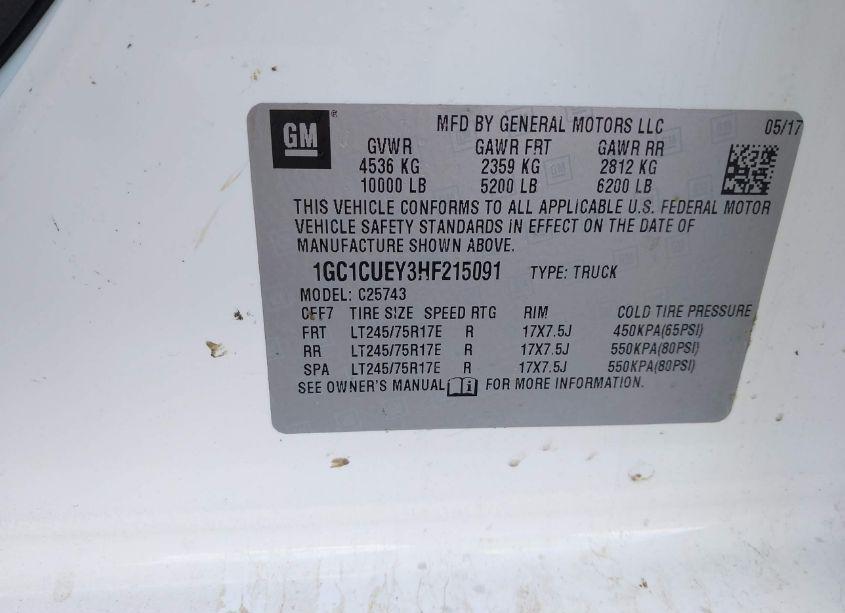 GM ® MFD BY GENERAL MOTORS LLC 05/17
GVWR GAWR FRT GAWR RR
4536 KG 2359 KG 2812 KG
10000 LB 5200 LB 6200 LB
THIS VEHICLE CONFORMS TO ALL APPLICABLE U.S. FEDERAL MOTOR
VEHICLE SAFETY STANDARDS IN EFFECT ON THE DATE OF
MANUFACTURE SHOWN ABOVE.
1GC1CUEY3HF215091 TYPE: TRUCK
MODEL: C25743
CFF7 TIRE SIZE SPEED RTG RIM COLD TIRE PRESSURE
FRT LT245/75R17E R 17X7.5J 450KPA(65PSI)
RR LT245/75R17E R 17X7.5J 550KPA(80PSI)
SPA LT245/75R17E R 17X7.5J 550KPA(80PSI)
SEE OWNER'S MANUAL i FOR MORE INFORMATION.